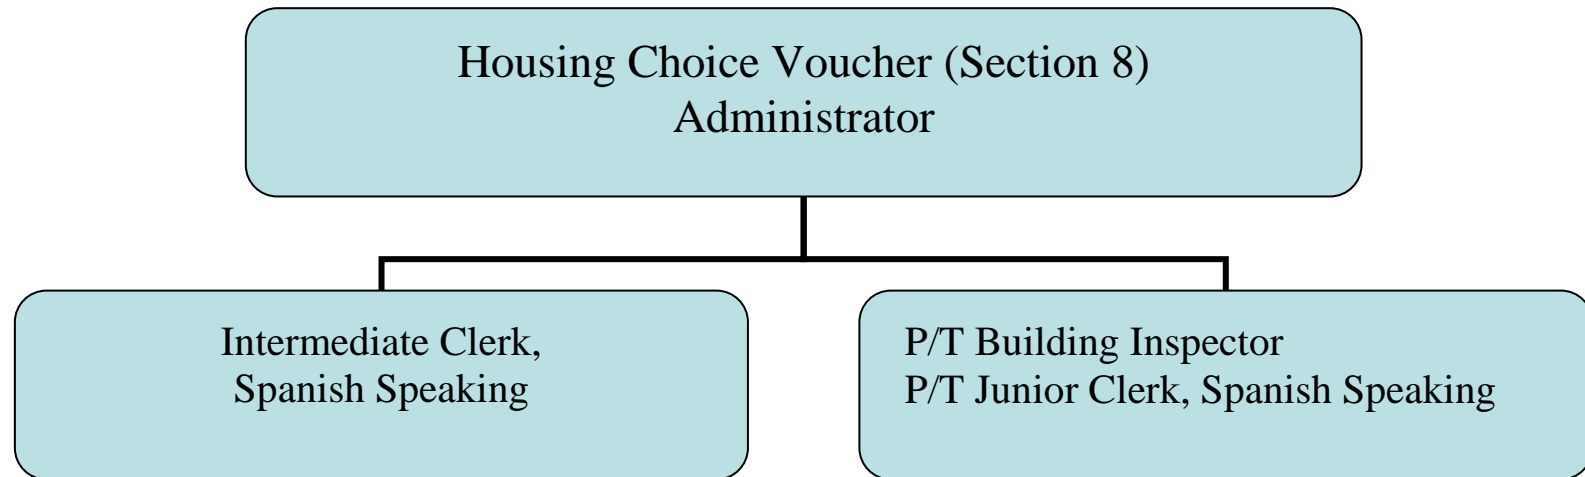 Housing Choice Voucher (Section 8)
Administrator
Intermediate Clerk,
Spanish Speaking
P/T Building Inspector
P/T Junior Clerk, Spanish Speaking